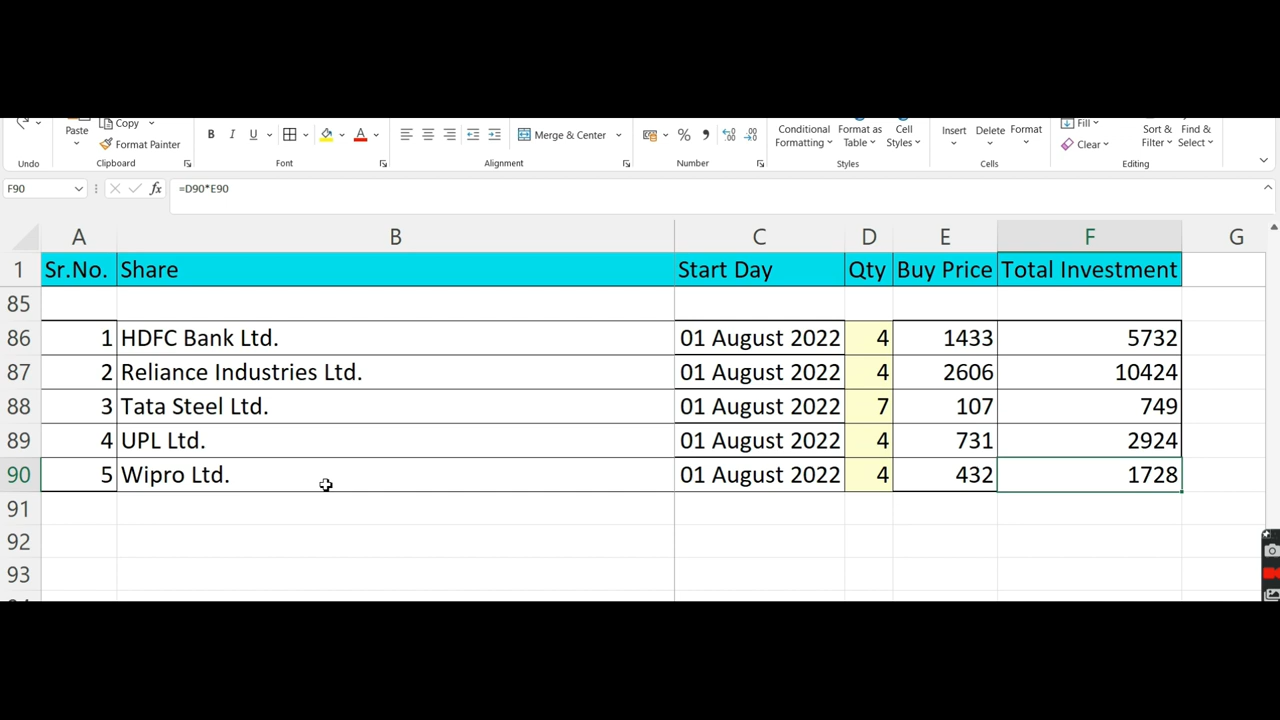 Paste
Copy
Format Painter
B I U A
Merge & Center
%
Conditional Formatting
Format as Table
Cell Styles
Insert
Delete
Format
Fill
Clear
Sort & Filter
Find & Select
Undo Clipboard Font Alignment Number Styles Cells Editing
F90 fx =D90*E90
A B C D E F G
1 Sr.No. Share Start Day Qty Buy Price Total Investment
85
86 1 HDFC Bank Ltd. 01 August 2022 4 1433 5732
87 2 Reliance Industries Ltd. 01 August 2022 4 2606 10424
88 3 Tata Steel Ltd. 01 August 2022 7 107 749
89 4 UPL Ltd. 01 August 2022 4 731 2924
90 5 Wipro Ltd. 01 August 2022 4 432 1728
91
92
93